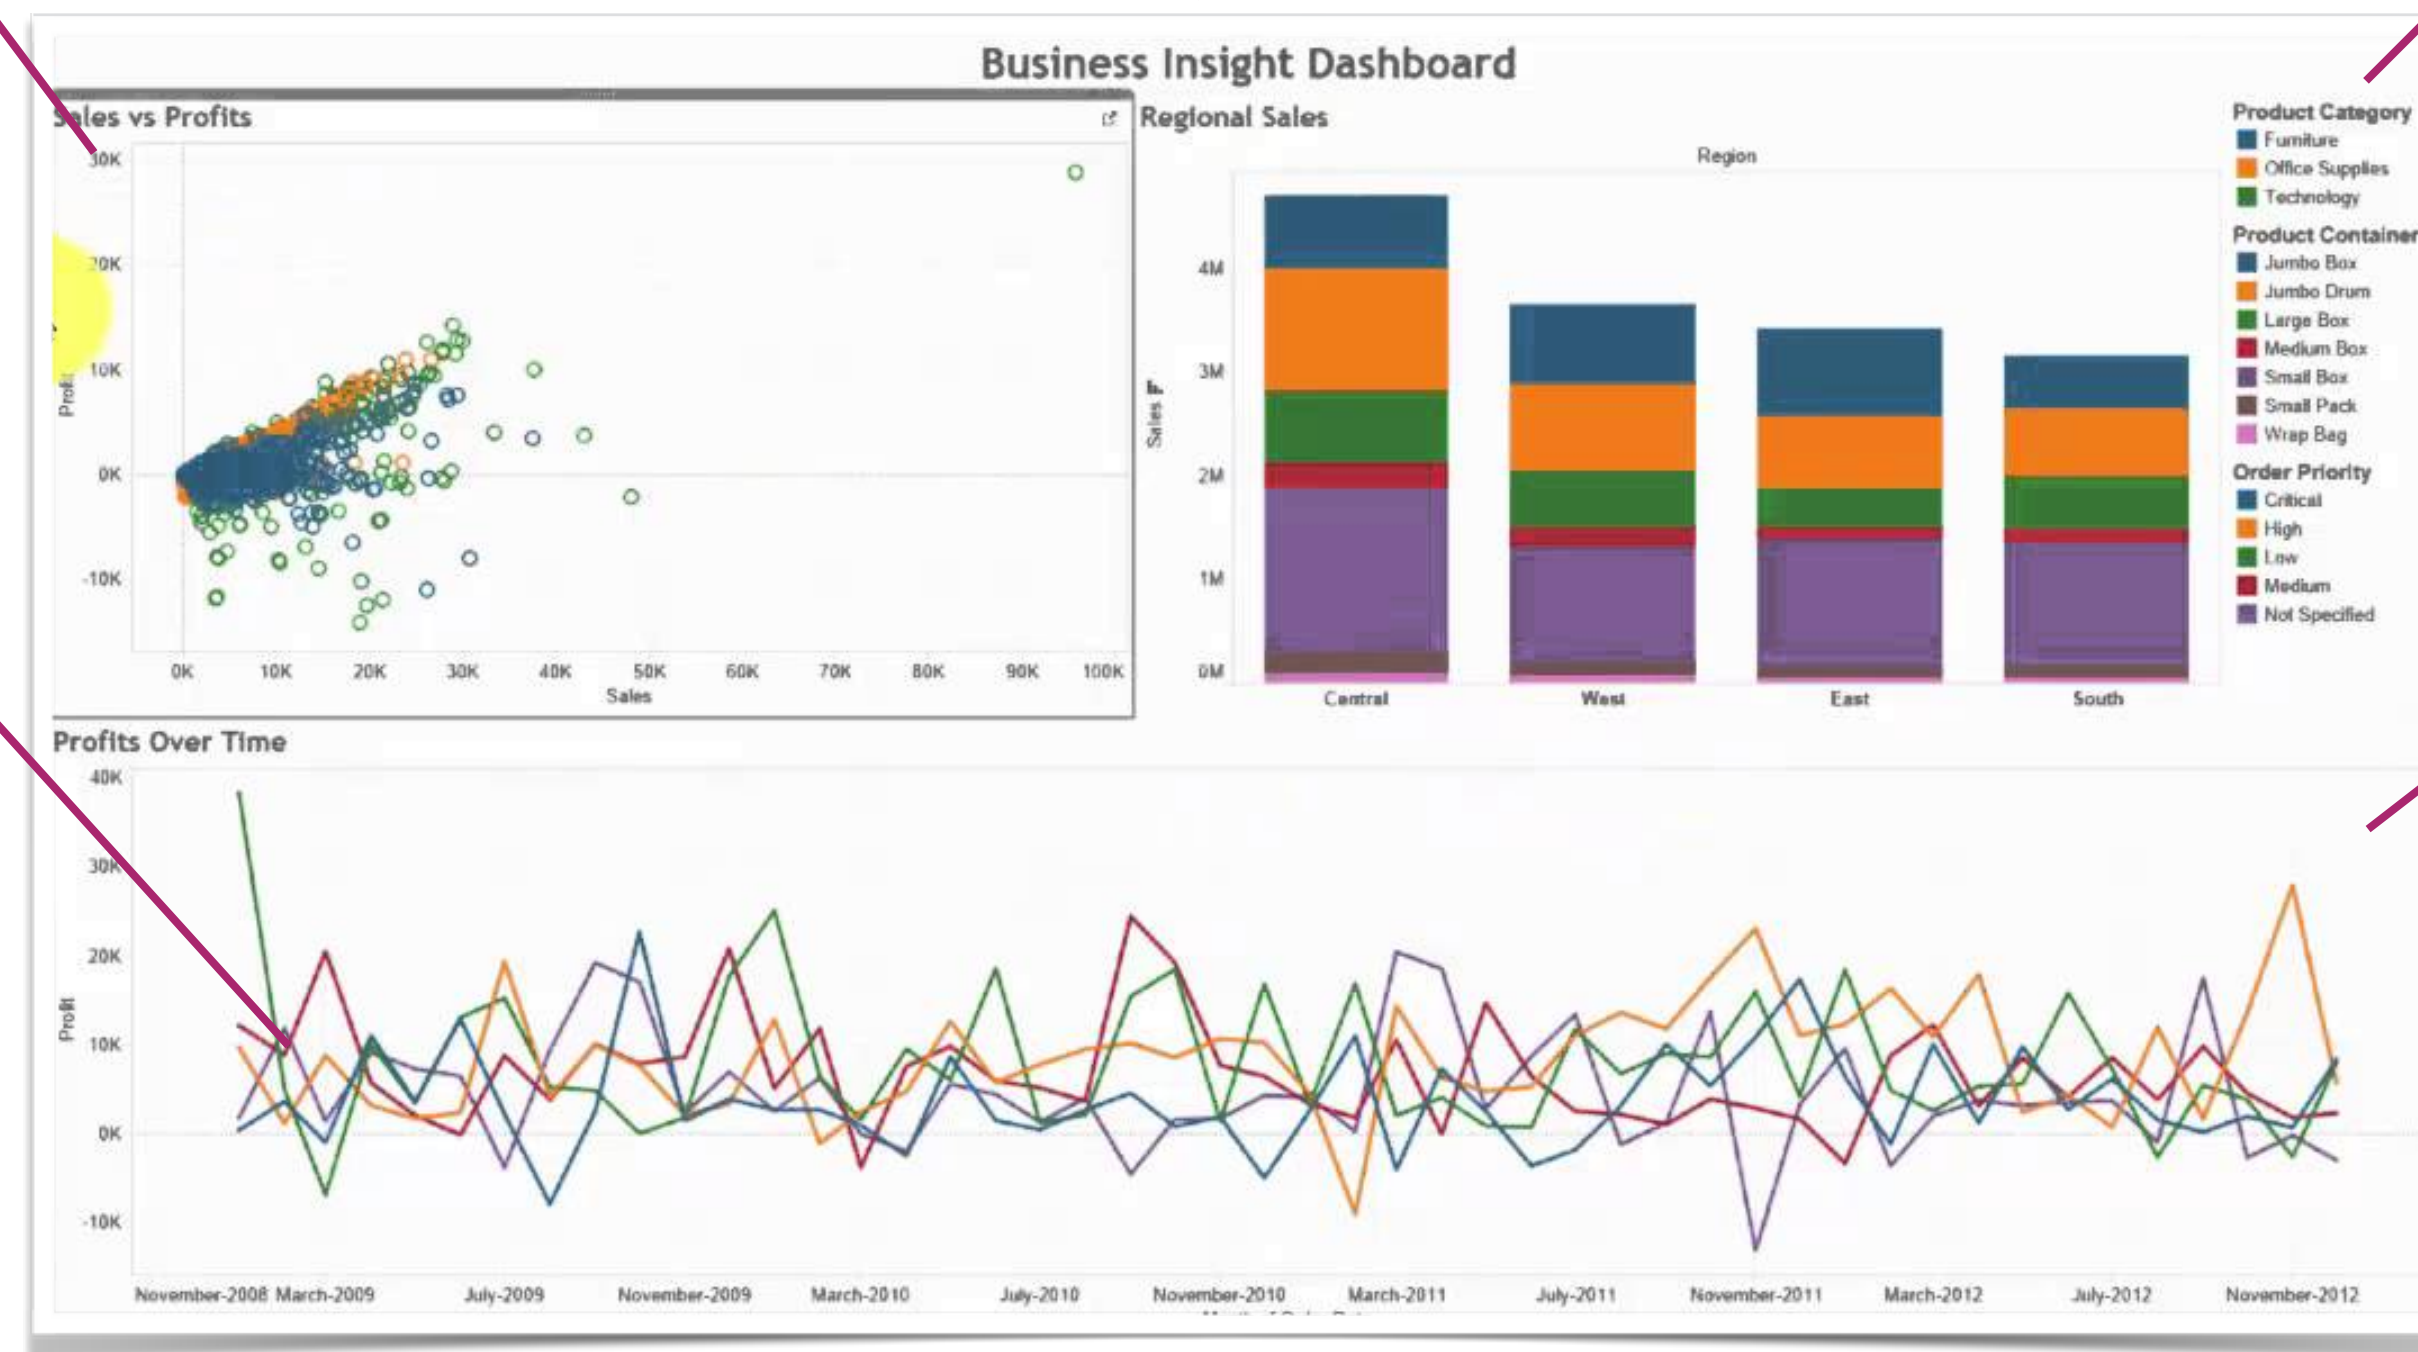 Business Insight Dashboard
Sales vs Profits
30K
20K
10K
0K
-10K
Profit
0K 10K 20K 30K 40K 50K 60K 70K 80K 90K 100K
Sales
Regional Sales
Region
4M
3M
2M
1M
0M
Sales
Central West East South
Product Category
Furniture
Office Supplies
Technology
Product Container
Jumbo Box
Jumbo Drum
Large Box
Medium Box
Small Box
Small Pack
Wrap Bag
Order Priority
Critical
High
Low
Medium
Not Specified
Profits Over Time
40K
30K
20K
10K
0K
-10K
Profit
November-2008 March-2009 July-2009 November-2009 March-2010 July-2010 November-2010 March-2011 July-2011 November-2011 March-2012 July-2012 November-2012